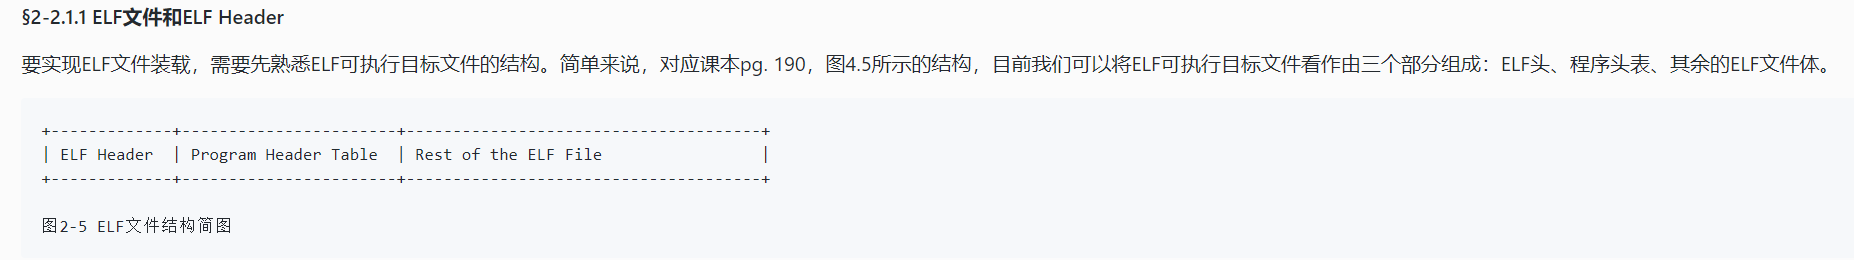 §2-2.1.1 ELF文件和ELF Header
要实现ELF文件装载，需要先熟悉ELF可执行目标文件的结构。简单来说，对应课本pg. 190，图4.5所示的结构，目前我们可以将ELF可执行目标文件看作由三个部分组成：ELF头、程序头表、其余的ELF文件体。
+-------------+-----------------------+--------------------------------------+
| ELF Header  | Program Header Table  | Rest of the ELF File                 |
+-------------+-----------------------+--------------------------------------+
图2-5 ELF文件结构简图